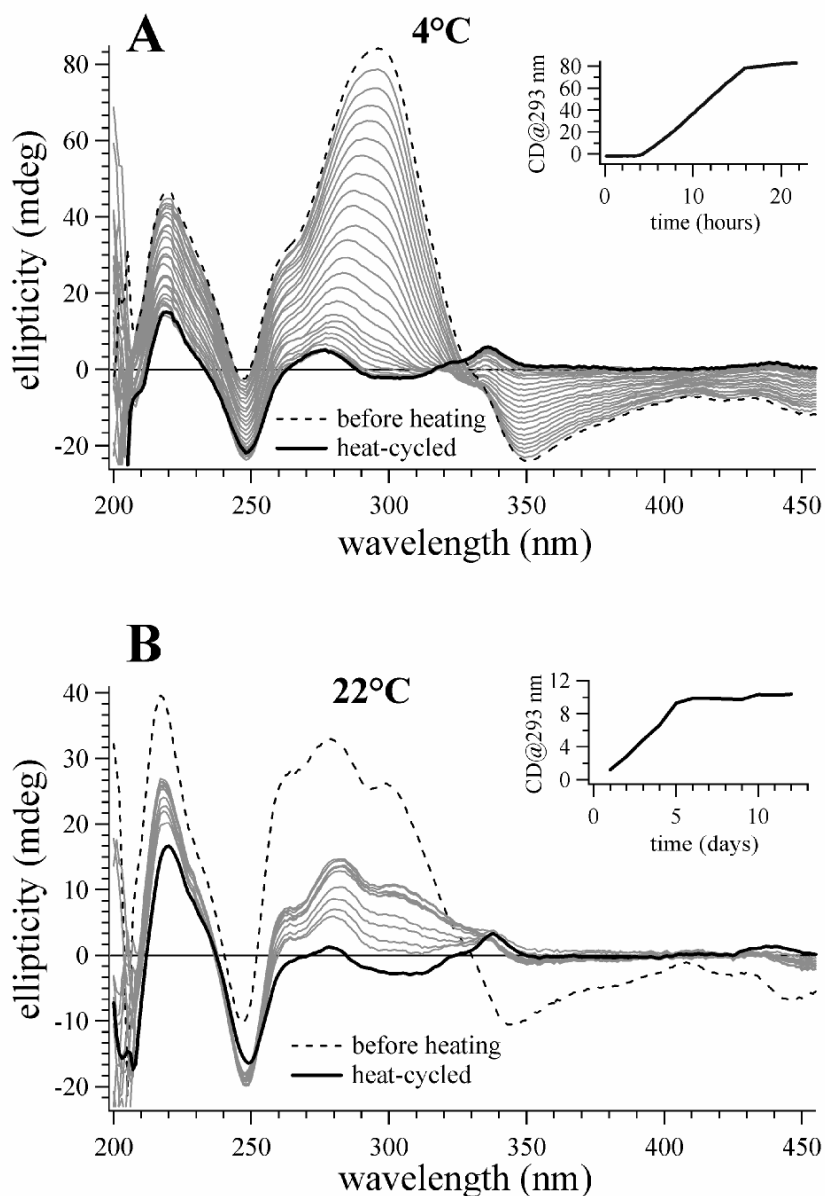 A
4°C
80
60
40
20
0
-20
ellipticity (mdeg)
CD@293 nm
80
60
40
20
0
0
10
20
time (hours)
before heating
heat-cycled
200
250
300
350
400
450
wavelength (nm)
B
22°C
40
30
20
10
0
-10
-20
ellipticity (mdeg)
CD@293 nm
12
8
4
0
0
5
10
time (days)
before heating
heat-cycled
200
250
300
350
400
450
wavelength (nm)